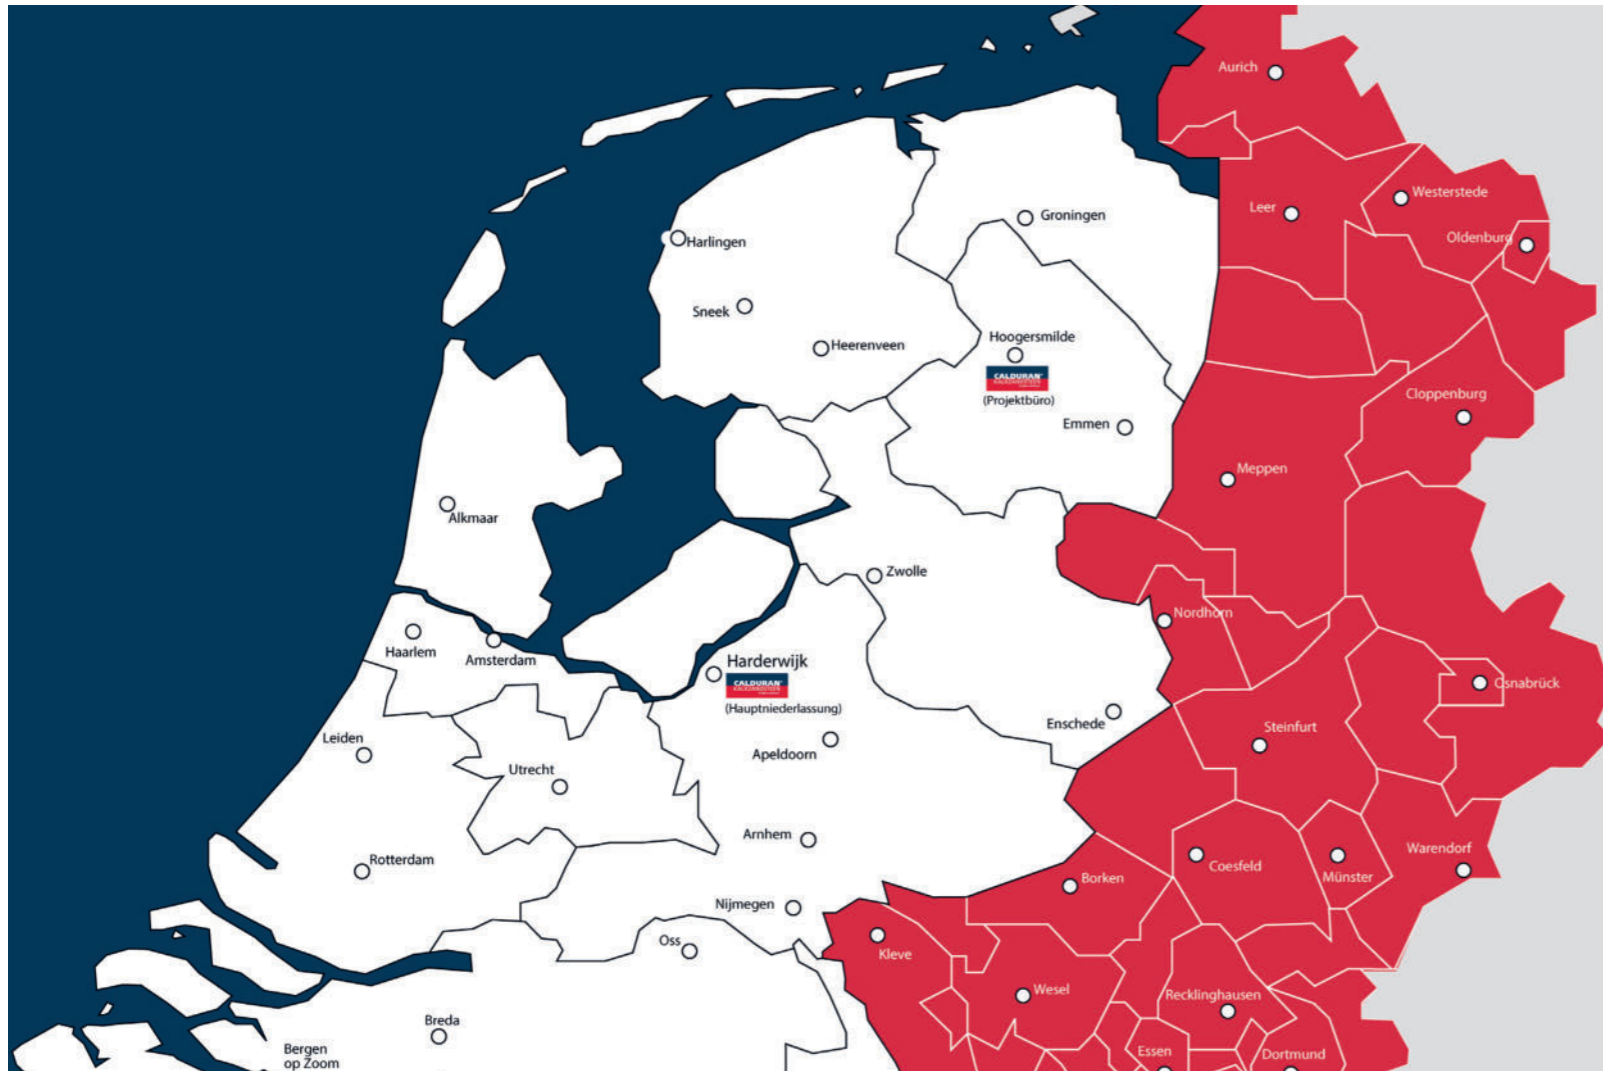 Aurich
Westerstede
Leer
Groningen
Oldenburg
Harlingen
Sneek
Hoogersmilde
Heerenveen
CALDURAN
(Projektbüro)
Cloppenburg
Emmen
Meppen
Alkmaar
Zwolle
Nordhorn
Haarlem
Amsterdam
Harderwijk
CALDURAN
(Hauptniederlassung)
Osnabrück
Enschede
Steinfurt
Leiden
Apeldoorn
Utrecht
Arnhem
Rotterdam
Coesfeld
Münster
Warendorf
Borken
Nijmegen
Oss
Kleve
Wesel
Recklinghausen
Breda
Bergen
op Zoom
Essen
Dortmund